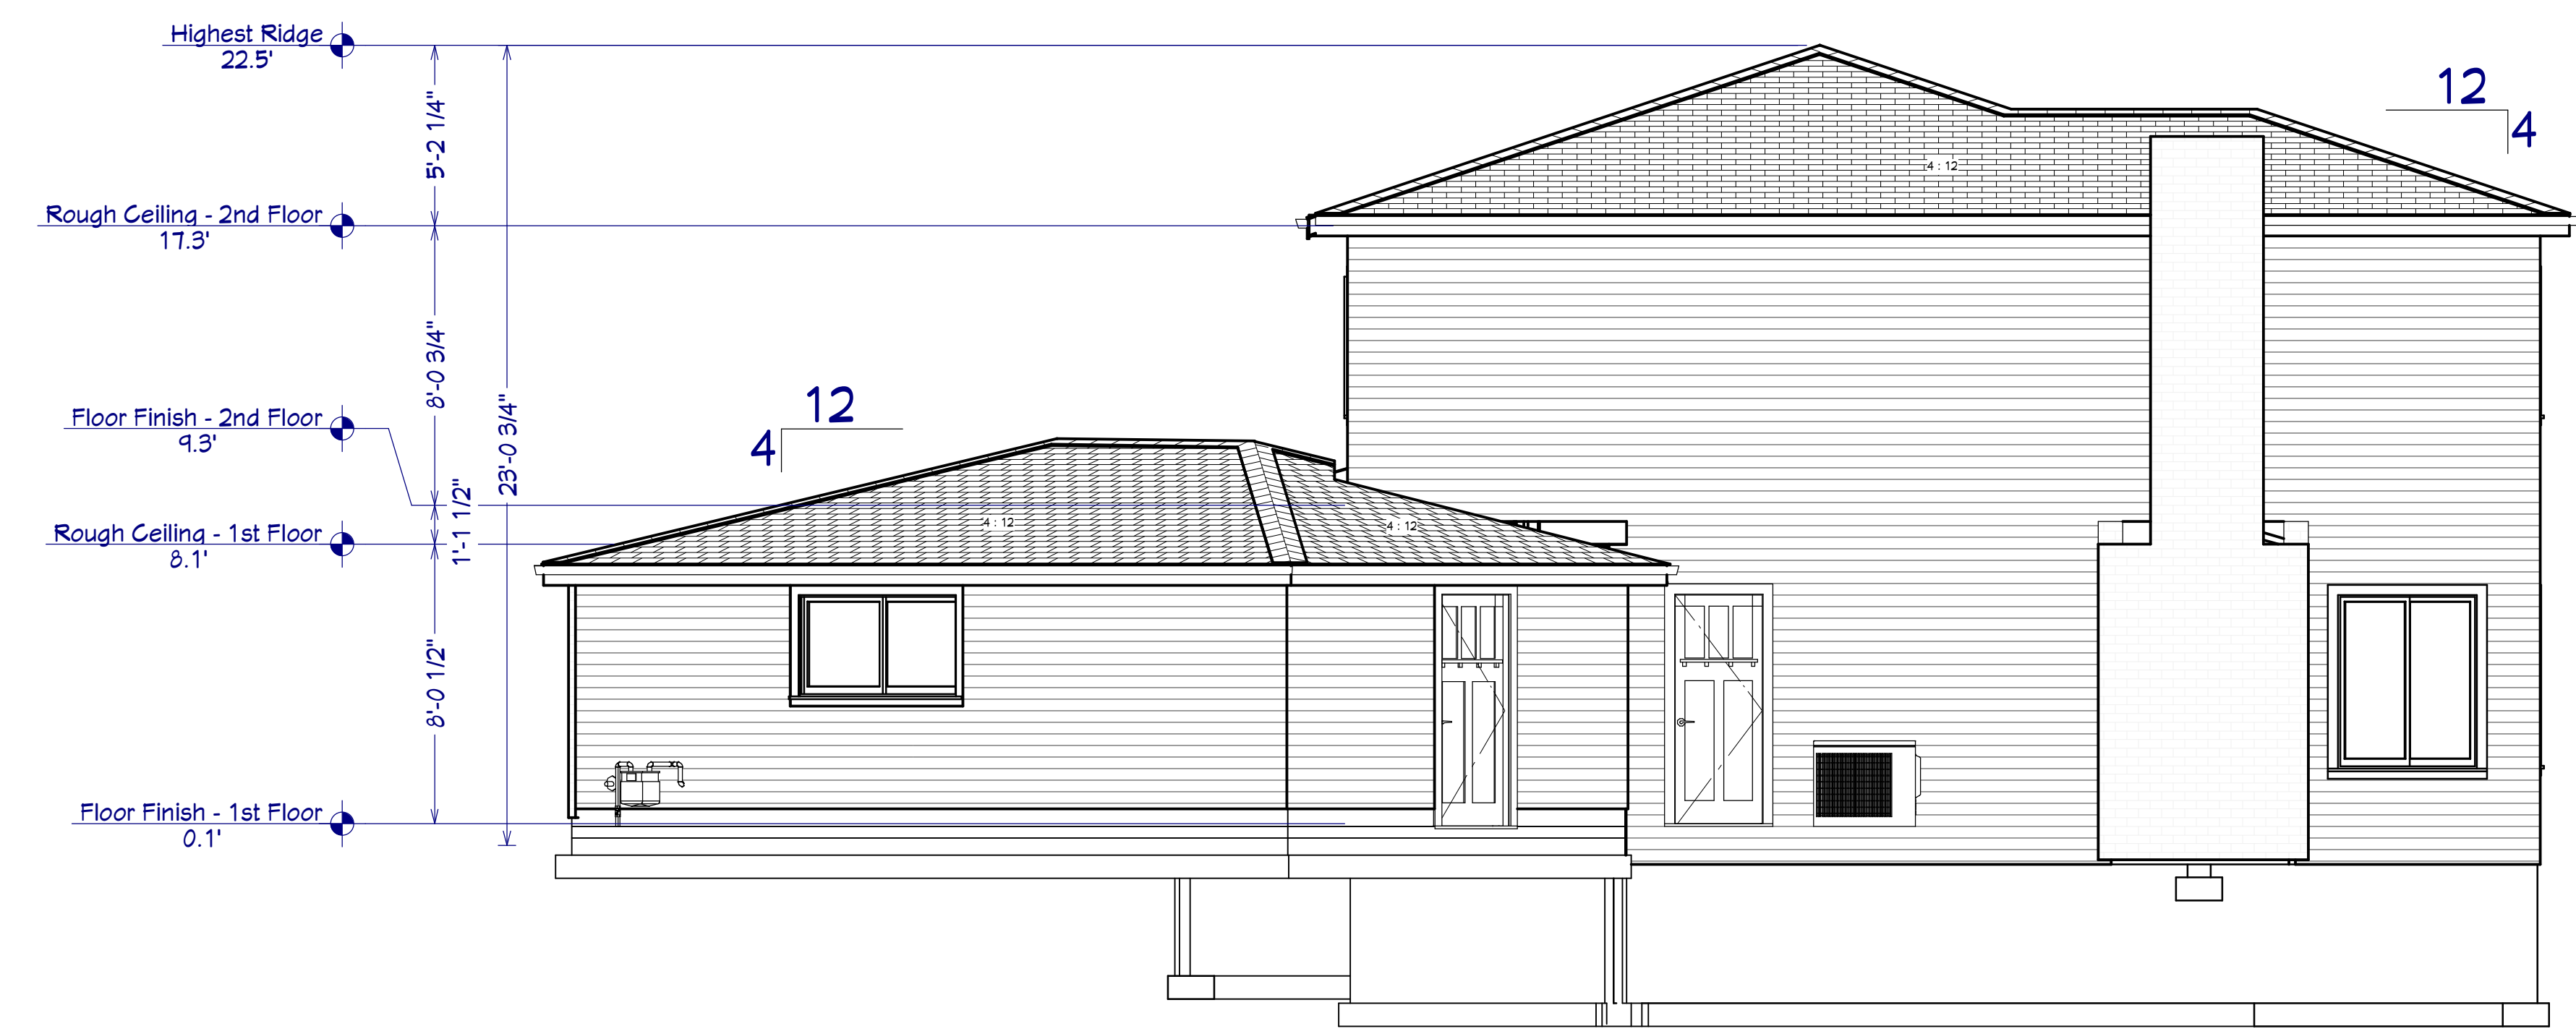 Highest Ridge
22.5'
12
4
5'-2 1/4"
4 : 12
Rough Ceiling - 2nd Floor
17.3'
8'-0 3/4"
12
4
Floor Finish - 2nd Floor
9.3'
23'-0 3/4"
1'-1 1/2"
4 : 12
4 : 12
Rough Ceiling - 1st Floor
8.1'
8'-0 1/2"
Floor Finish - 1st Floor
0.1'